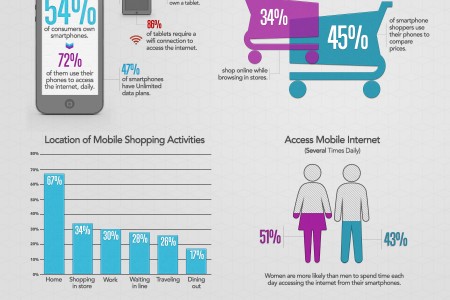 54%
of consumers own
smartphones.
72%
of them use their
phones to access
the internet, daily.
own a tablet.
86%
of tablets require a
wifi connection to
access the internet.
47%
of smartphones
have Unlimited
data plans.
34%
shop online while
browsing in stores.
45%
of smartphone
shoppers use
their phones to
compare
prices.
Location of Mobile Shopping Activities
80%
70%
60%
50%
40%
30%
20%
10%
0%
67%
34%
30%
28%
26%
17%
Home
Shopping
in store
Work
Waiting
in line
Traveling
Dining
out
Access Mobile Internet
(Several Times Daily)
51%
43%
Women are more likely than men to spend time each
day accessing the internet from their smartphones.